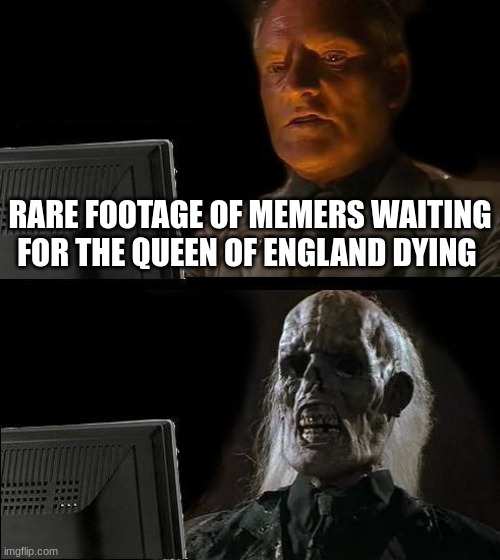 RARE FOOTAGE OF MEMERS WAITING
FOR THE QUEEN OF ENGLAND DYING
imgflip.com